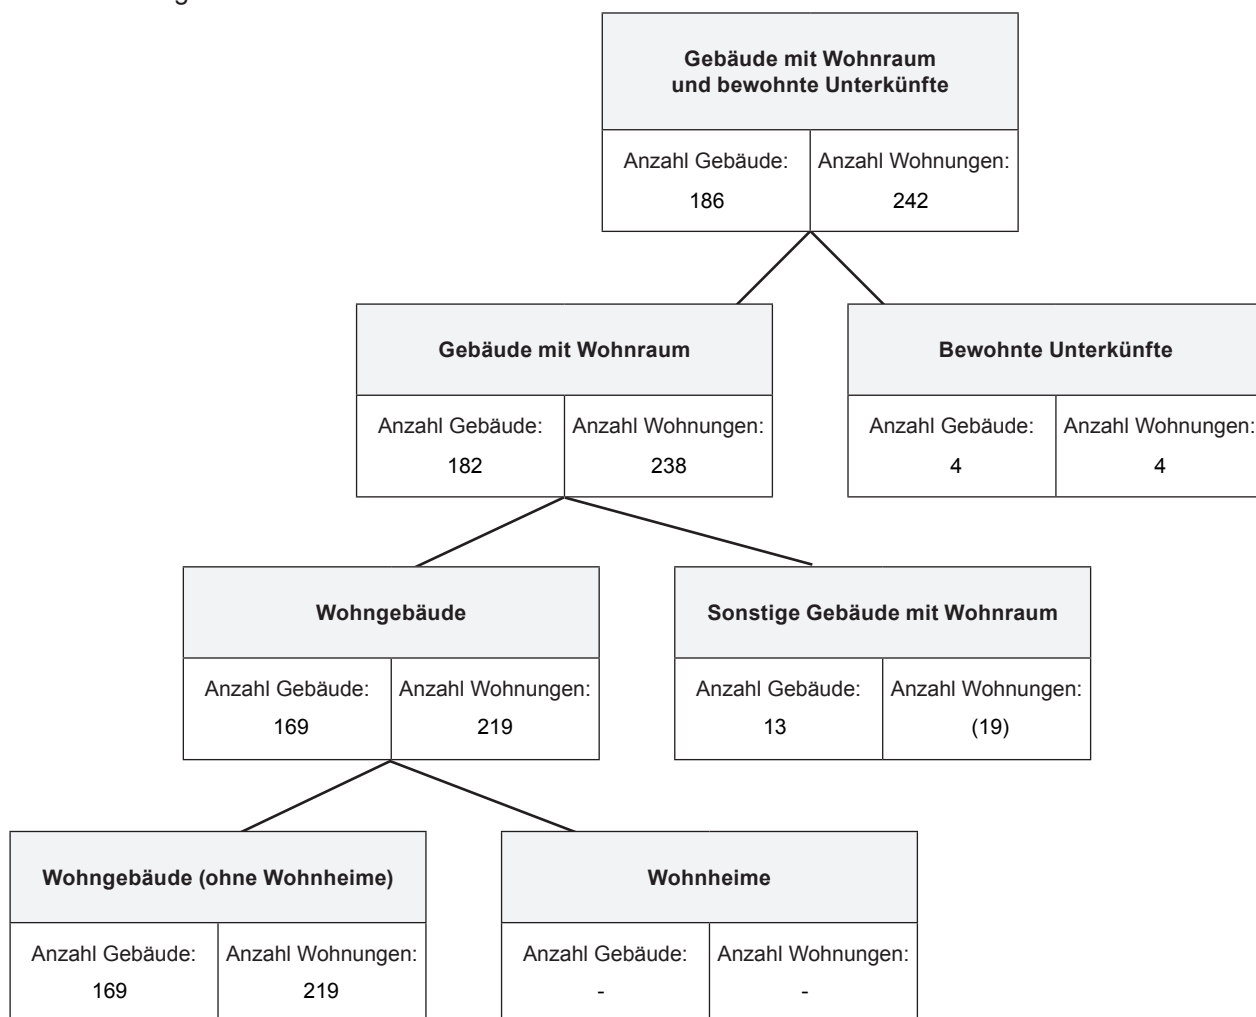 Gebäude mit Wohnraum
und bewohnte Unterkünfte
Anzahl Gebäude:
Anzahl Wohnungen:
186
242
Gebäude mit Wohnraum
Anzahl Gebäude:
Anzahl Wohnungen:
182
238
Bewohnte Unterkünfte
Anzahl Gebäude:
Anzahl Wohnungen:
4
4
Wohngebäude
Anzahl Gebäude:
Anzahl Wohnungen:
169
219
Sonstige Gebäude mit Wohnraum
Anzahl Gebäude:
Anzahl Wohnungen:
13
(19)
Wohngebäude (ohne Wohnheime)
Anzahl Gebäude:
Anzahl Wohnungen:
169
219
Wohnheime
Anzahl Gebäude:
Anzahl Wohnungen:
-
-